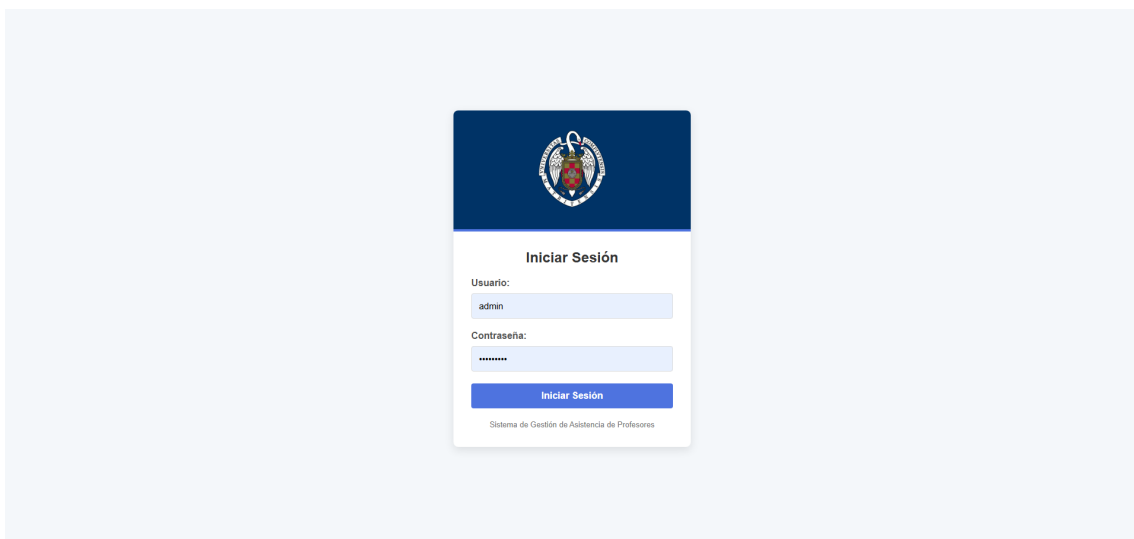 Iniciar Sesión
Usuario:
admin
Contraseña:
•••••••••
Iniciar Sesión
Sistema de Gestión de Asistencia de Profesores